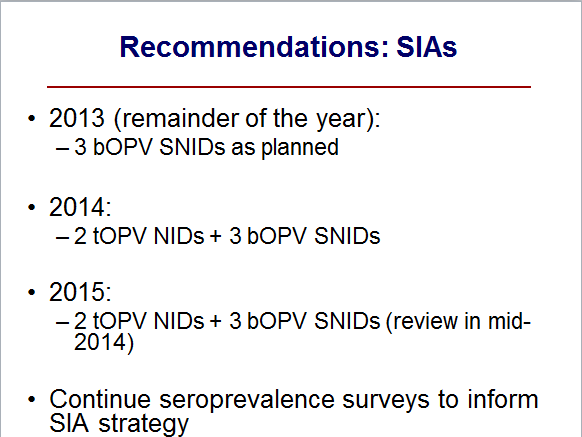 Recommendations: SIAs
• 2013 (remainder of the year):
– 3 bOPV SNIDs as planned
• 2014:
– 2 tOPV NIDs + 3 bOPV SNIDs
• 2015:
– 2 tOPV NIDs + 3 bOPV SNIDs (review in mid-
2014)
• Continue seroprevalence surveys to inform
SIA strategy